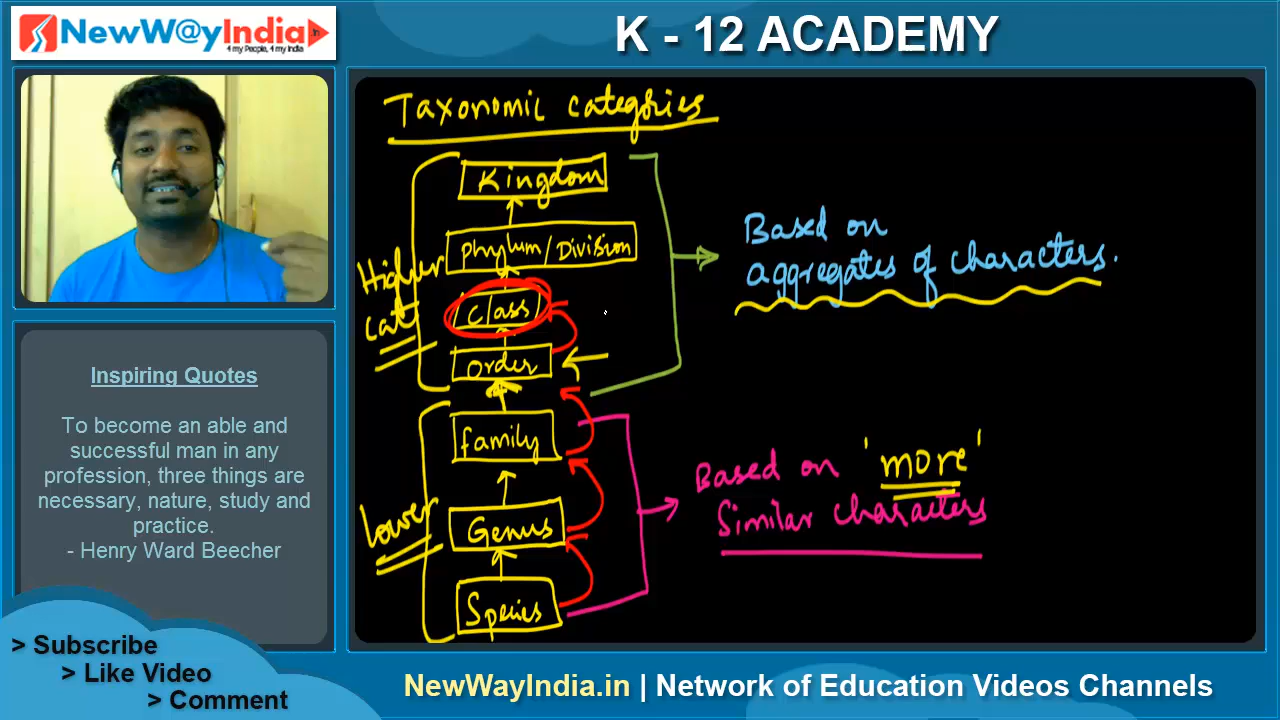 NewW@yIndia.in
4 my People, 4 my India
K - 12 ACADEMY
Taxonomic categories
Kingdom
Phylum/Division
Class
Order
family
Genus
Species
Higher
cat
lower
Based on
aggregates of characters.
Based on 'more'
Similar characters
Inspiring Quotes
To become an able and
successful man in any
profession, three things are
necessary, nature, study and
practice.
- Henry Ward Beecher
> Subscribe
> Like Video
> Comment
NewWayIndia.in | Network of Education Videos Channels